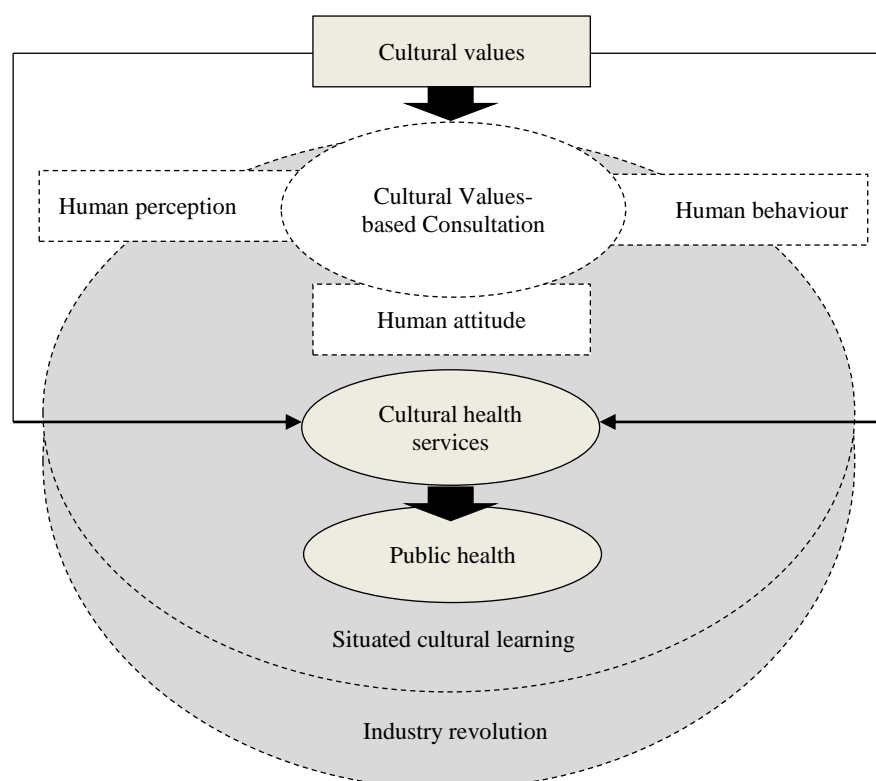 Cultural values
Human perception
Cultural Values-
based Consultation
Human behaviour
Human attitude
Cultural health
services
Public health
Situated cultural learning
Industry revolution